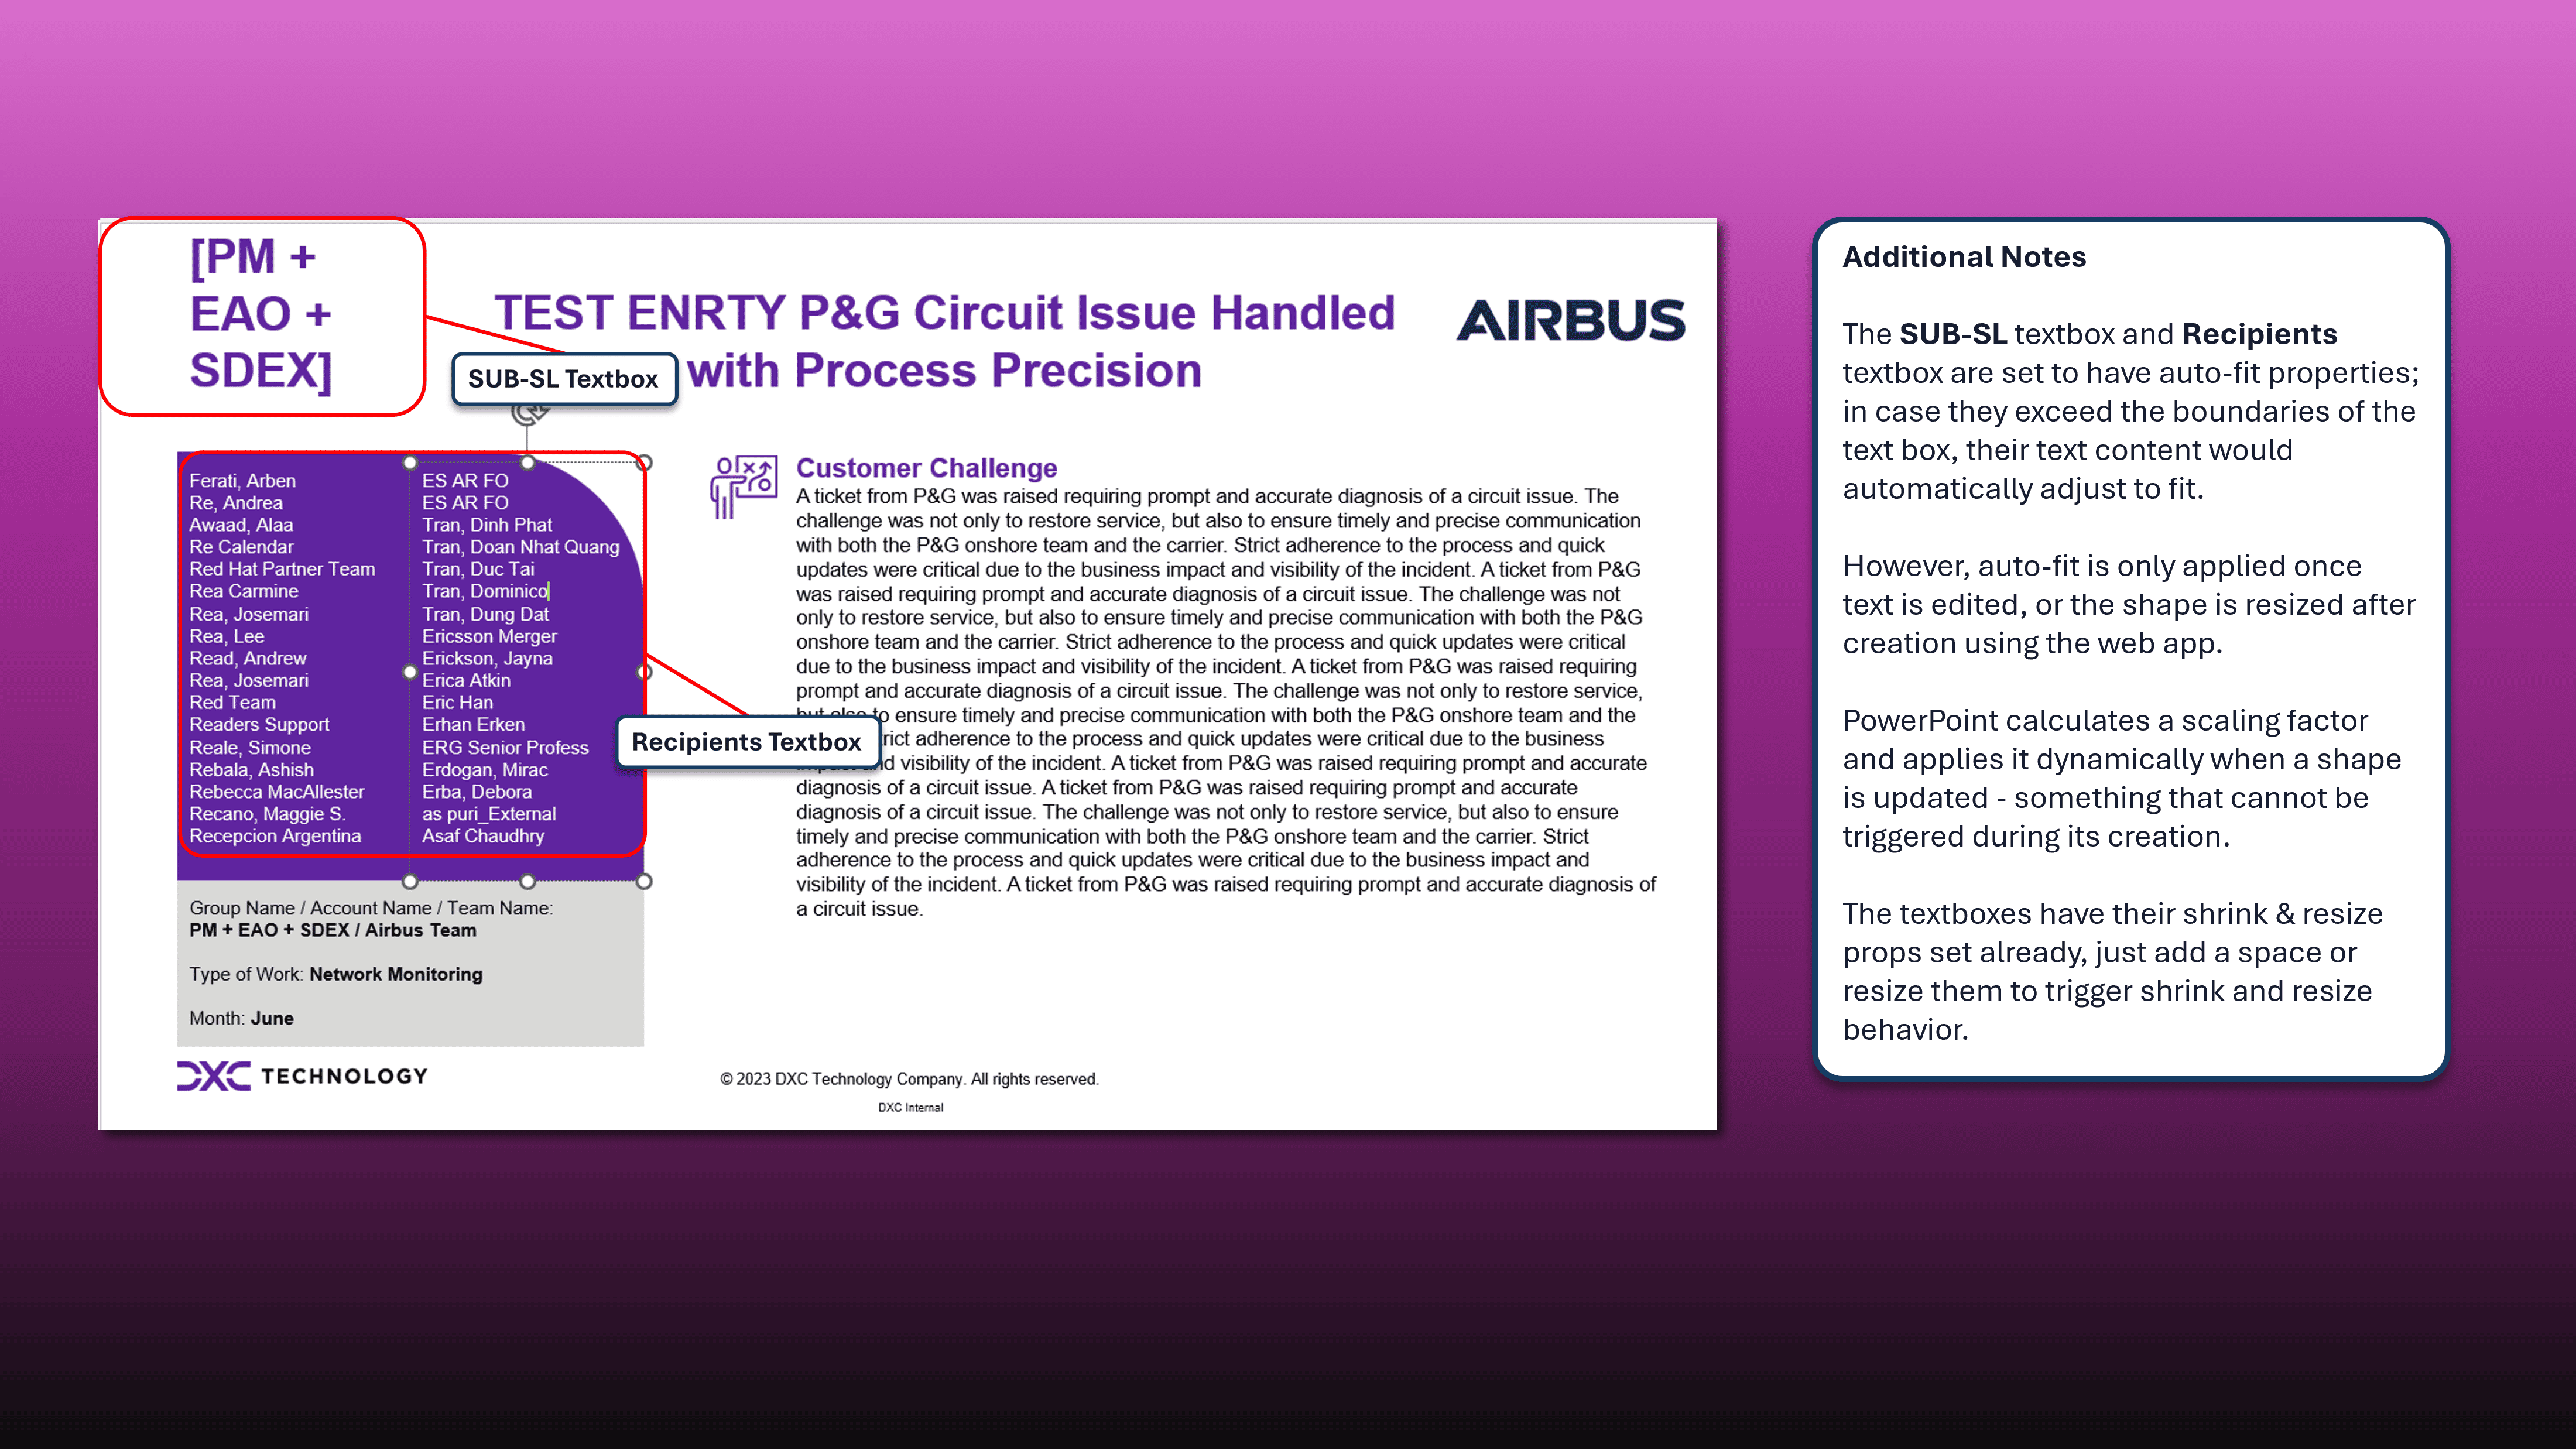 [PM +
EAO +
SDEX]
TEST ENRTY P&G Circuit Issue Handled
with Process Precision
AIRBUS
SUB-SL Textbox
Ferati, Arben
Re, Andrea
Awaad, Alaa
Re Calendar
Red Hat Partner Team
Rea Carmine
Rea, Josemari
Rea, Lee
Read, Andrew
Rea, Josemari
Red Team
Readers Support
Reale, Simone
Rebala, Ashish
Rebecca MacAllester
Recano, Maggie S.
Recepcion Argentina
ES AR FO
ES AR FO
Tran, Dinh Phat
Tran, Doan Nhat Quang
Tran, Duc Tai
Tran, Dominico
Tran, Dung Dat
Ericsson Merger
Erickson, Jayna
Erica Atkin
Eric Han
Erhan Erken
ERG Senior Profess
Erdogan, Mirac
Erba, Debora
as puri_External
Asaf Chaudhry
Recipients Textbox
Group Name / Account Name / Team Name:
PM + EAO + SDEX / Airbus Team
Type of Work: Network Monitoring
Month: June
Customer Challenge
A ticket from P&G was raised requiring prompt and accurate diagnosis of a circuit issue. The
challenge was not only to restore service, but also to ensure timely and precise communication
with both the P&G onshore team and the carrier. Strict adherence to the process and quick
updates were critical due to the business impact and visibility of the incident. A ticket from P&G
was raised requiring prompt and accurate diagnosis of a circuit issue. The challenge was not
only to restore service, but also to ensure timely and precise communication with both the P&G
onshore team and the carrier. Strict adherence to the process and quick updates were critical
due to the business impact and visibility of the incident. A ticket from P&G was raised requiring
prompt and accurate diagnosis of a circuit issue. The challenge was not only to restore service,
but also to ensure timely and precise communication with both the P&G onshore team and the
adherence to the process and quick updates were critical due to the business
visibility of the incident. A ticket from P&G was raised requiring prompt and accurate
diagnosis of a circuit issue. A ticket from P&G was raised requiring prompt and accurate
diagnosis of a circuit issue. The challenge was not only to restore service, but also to ensure
timely and precise communication with both the P&G onshore team and the carrier. Strict
adherence to the process and quick updates were critical due to the business impact and
visibility of the incident. A ticket from P&G was raised requiring prompt and accurate diagnosis of
a circuit issue.
DXC TECHNOLOGY
© 2023 DXC Technology Company. All rights reserved.
DXC Internal
Additional Notes
The SUB-SL textbox and Recipients
textbox are set to have auto-fit properties;
in case they exceed the boundaries of the
text box, their text content would
automatically adjust to fit.
However, auto-fit is only applied once
text is edited, or the shape is resized after
creation using the web app.
PowerPoint calculates a scaling factor
and applies it dynamically when a shape
is updated - something that cannot be
triggered during its creation.
The textboxes have their shrink & resize
props set already, just add a space or
resize them to trigger shrink and resize
behavior.